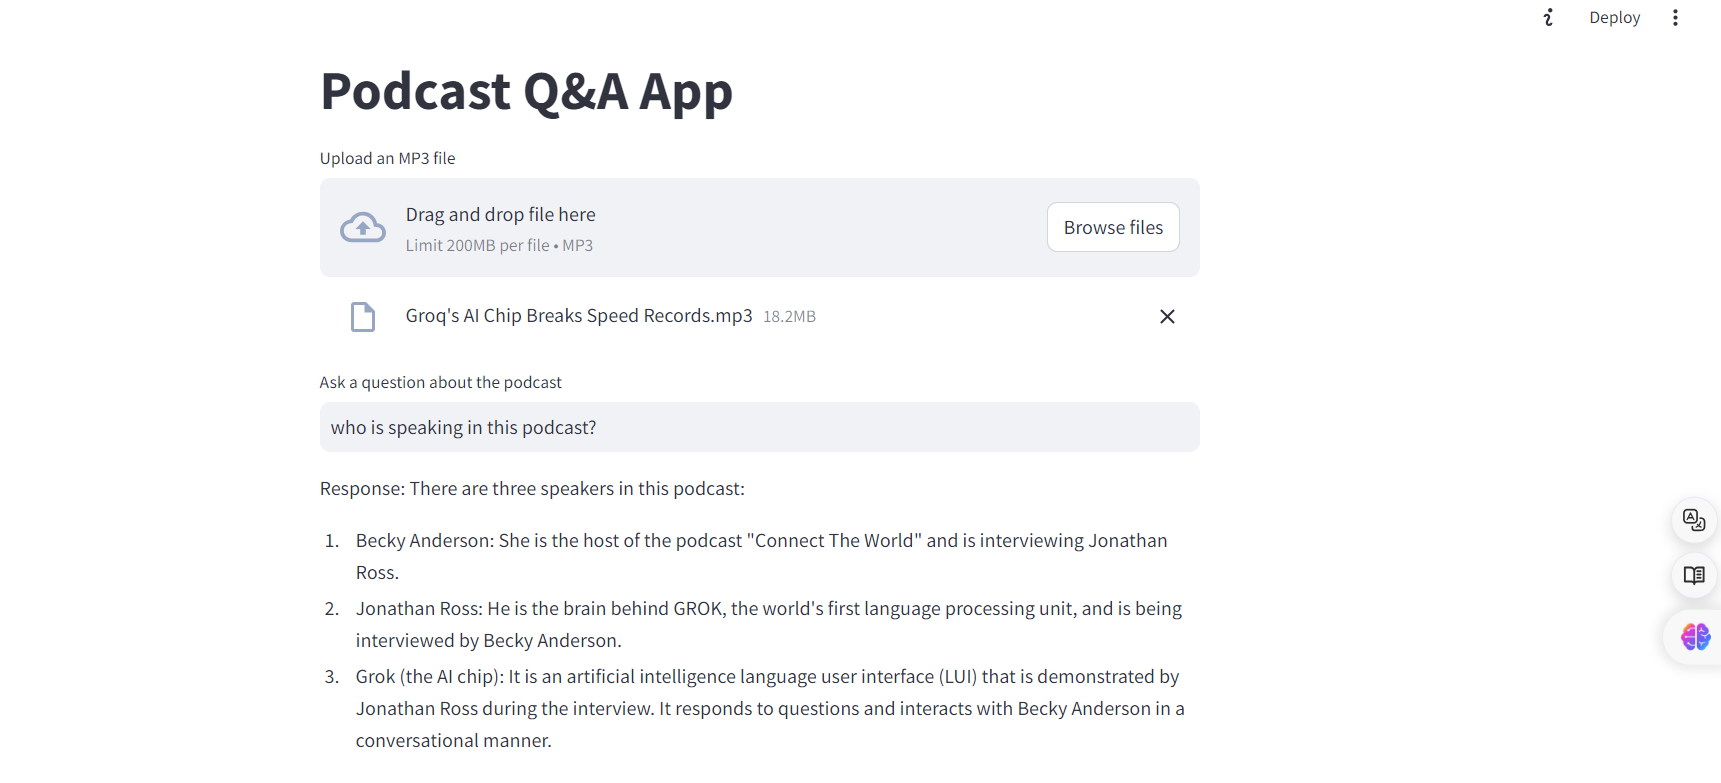 Deploy
Podcast Q&A App
Upload an MP3 file
Drag and drop file here
Limit 200MB per file • MP3
Browse files
Groq's AI Chip Breaks Speed Records.mp3 18.2MB
Ask a question about the podcast
who is speaking in this podcast?
Response: There are three speakers in this podcast:
1. Becky Anderson: She is the host of the podcast "Connect The World" and is interviewing Jonathan
Ross.
2. Jonathan Ross: He is the brain behind GROK, the world's first language processing unit, and is being
interviewed by Becky Anderson.
3. Grok (the AI chip): It is an artificial intelligence language user interface (LUI) that is demonstrated by
Jonathan Ross during the interview. It responds to questions and interacts with Becky Anderson in a
conversational manner.